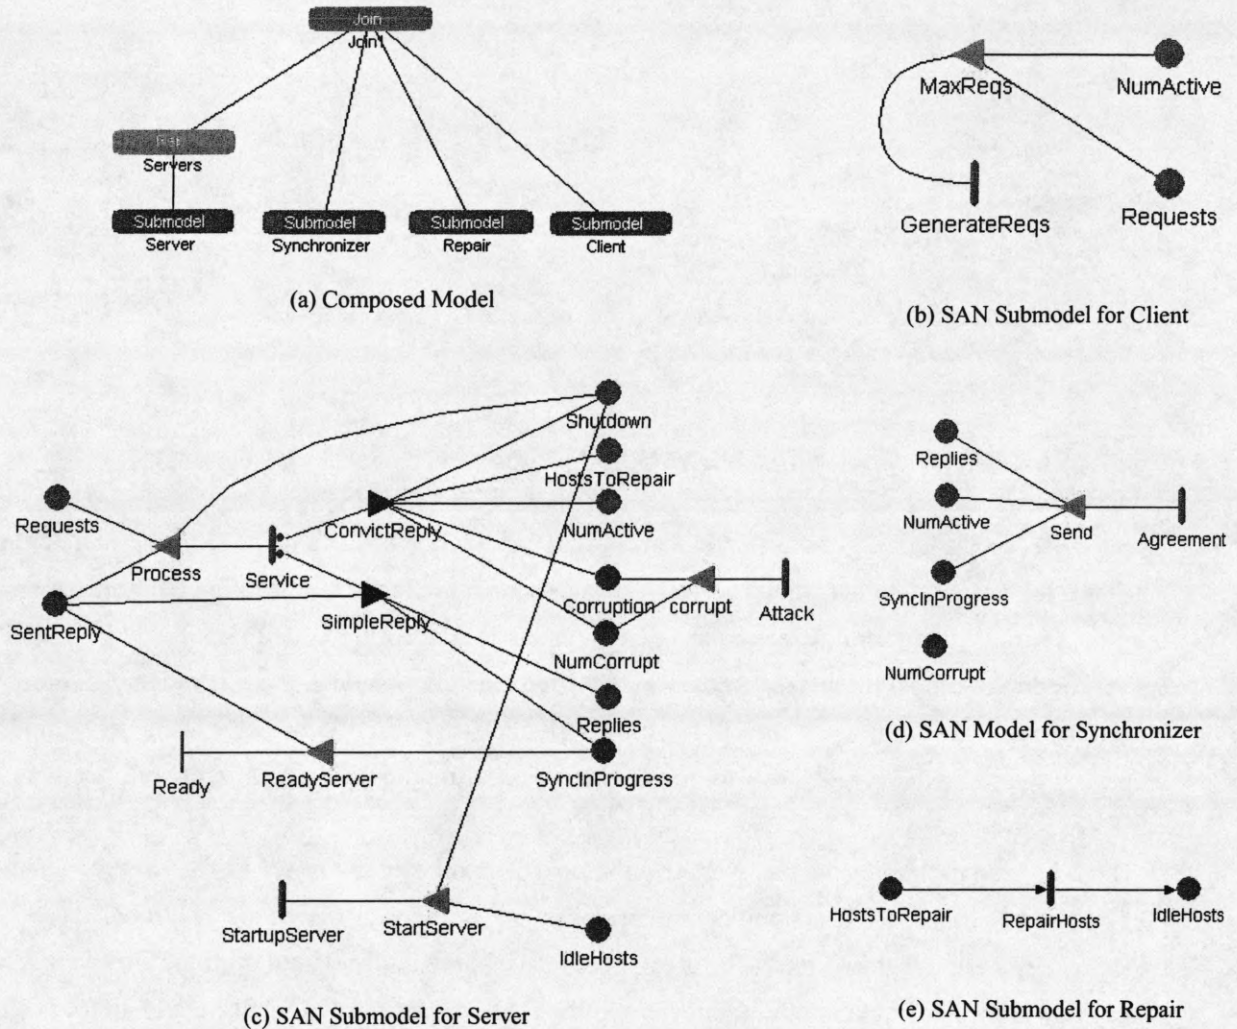 Join
Join1
Rep
Servers
Submodel
Server
Submodel
Synchronizer
Submodel
Repair
Submodel
Client
(a) Composed Model
MaxReqs
NumActive
GenerateReqs
Requests
(b) SAN Submodel for Client
Shutdown
HostsToRepair
NumActive
Requests
ConvictReply
Process
Service
Corruption
corrupt
Attack
SentReply
SimpleReply
NumCorrupt
Replies
Ready
ReadyServer
SyncInProgress
StartupServer
StartServer
IdleHosts
(c) SAN Submodel for Server
Replies
NumActive
Send
Agreement
SyncInProgress
NumCorrupt
(d) SAN Model for Synchronizer
HostsToRepair
RepairHosts
IdleHosts
(e) SAN Submodel for Repair